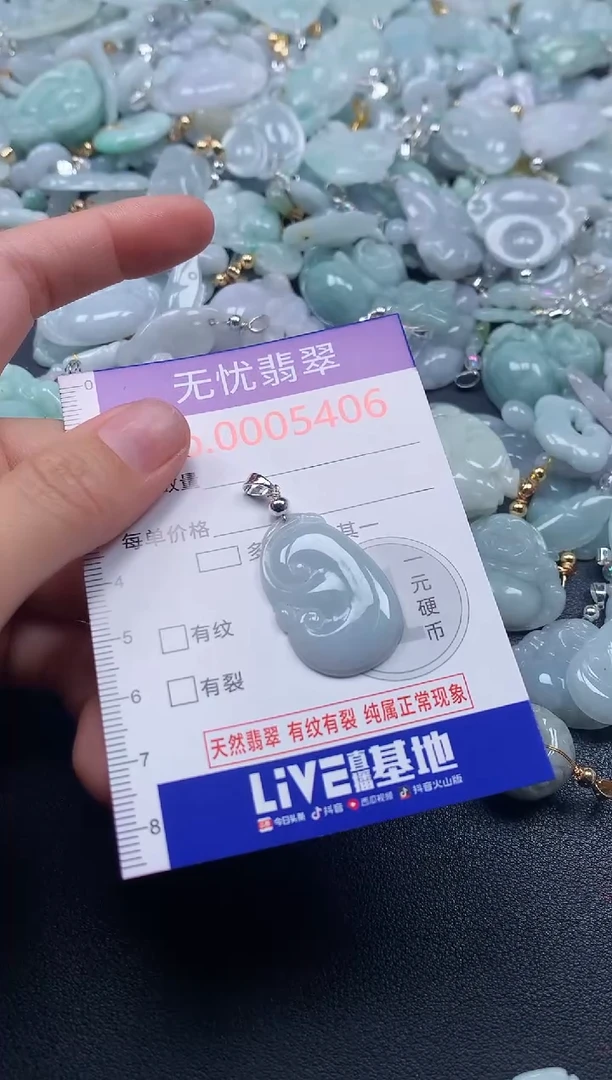 0
无忧翡翠
.0005406
数量
每单价格
其一
4
一元硬币
5
有纹
6
有裂
天然翡翠 有纹有裂 纯属正常现象
7
LiVE直播基地
今日头条 抖音 西瓜视频 抖音火山版
8